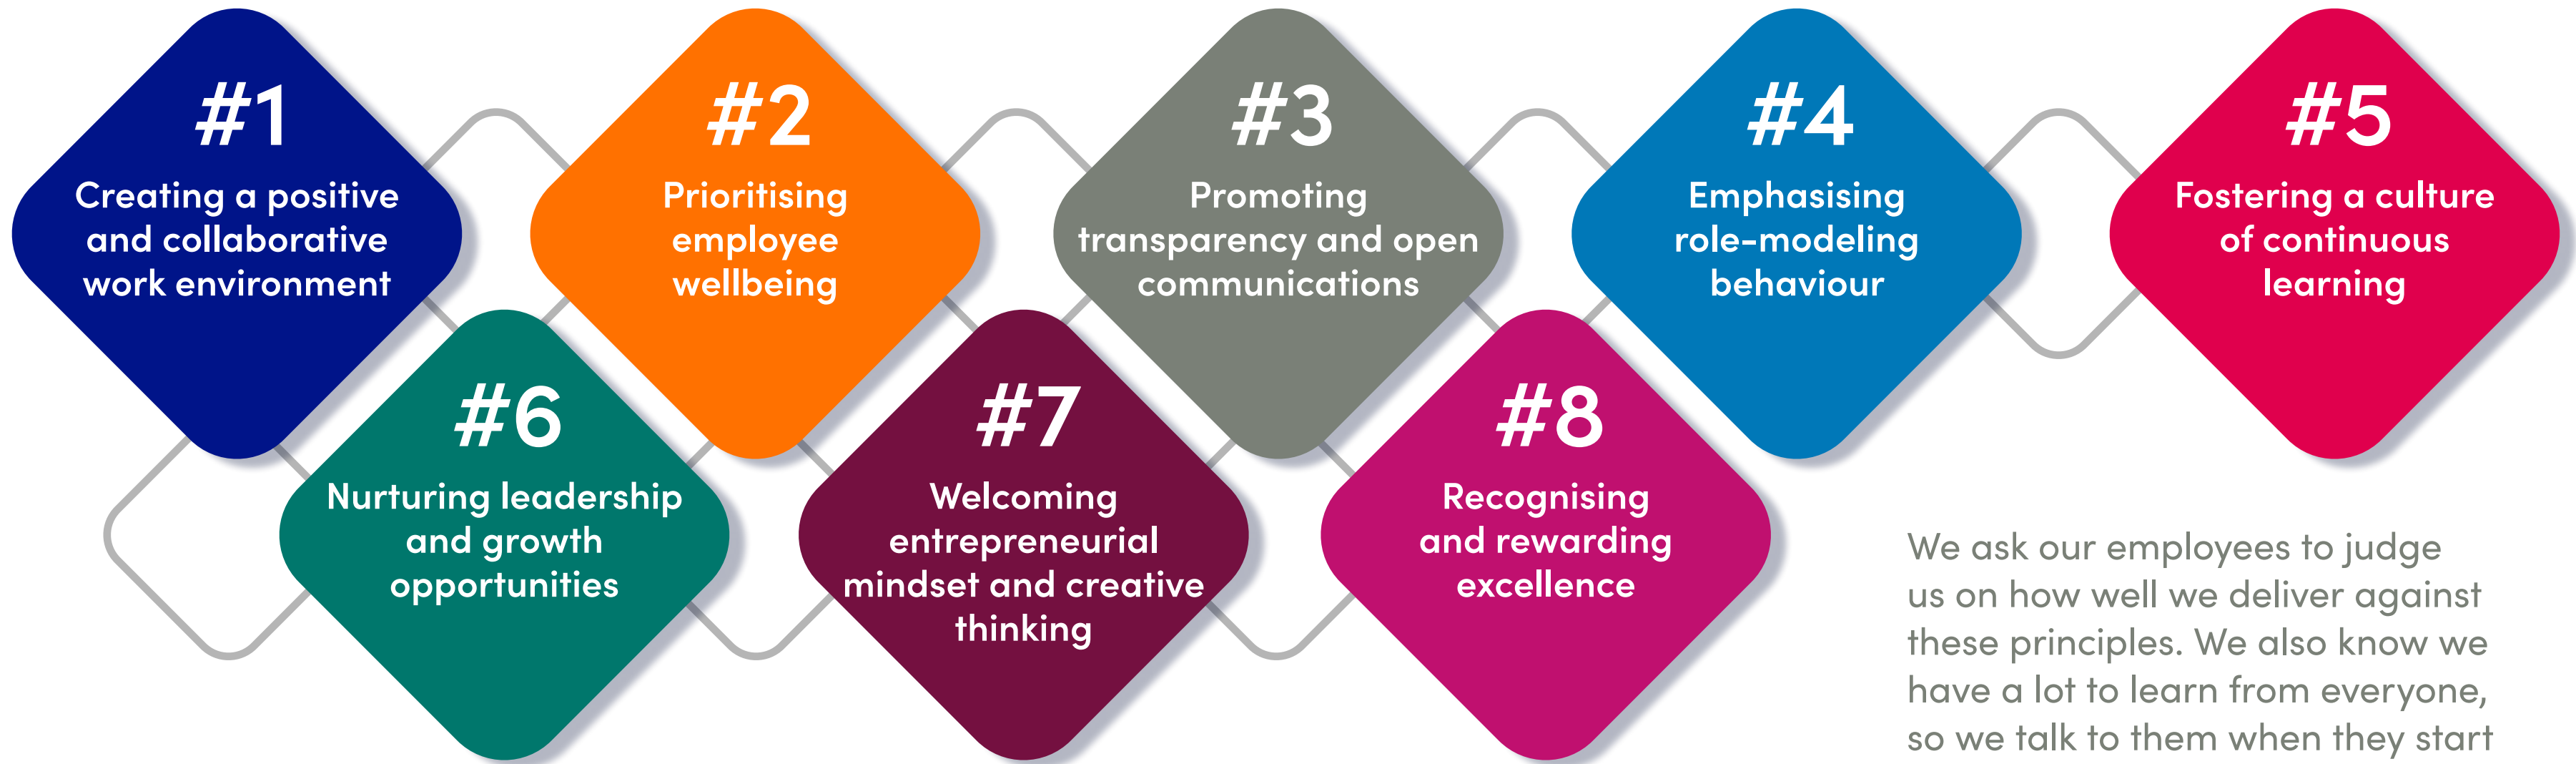 #1
Creating a positive
and collaborative
work environment
#2
Prioritising
employee
wellbeing
#3
Promoting
transparency and open
communications
#4
Emphasising
role-modeling
behaviour
#5
Fostering a culture
of continuous
learning
#6
Nurturing leadership
and growth
opportunities
#7
Welcoming
entrepreneurial
mindset and creative
thinking
#8
Recognising
and rewarding
excellence
We ask our employees to judge
us on how well we deliver against
these principles. We also know we
have a lot to learn from everyone,
so we talk to them when they start